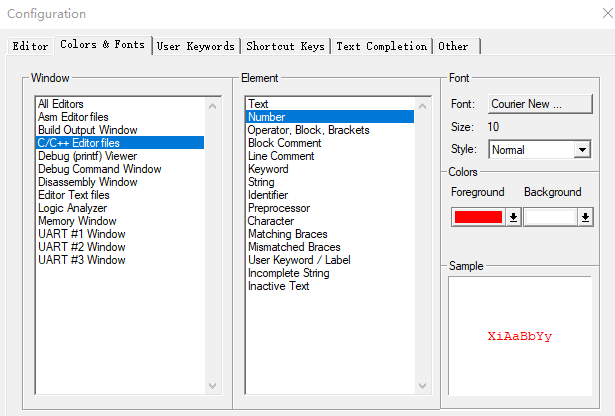 Configuration
Editor Colors & Fonts User Keywords Shortcut Keys Text Completion Other
Window
All Editors
Asm Editor files
Build Output Window
C/C++ Editor files
Debug (printf) Viewer
Debug Command Window
Disassembly Window
Editor Text files
Logic Analyzer
Memory Window
UART #1 Window
UART #2 Window
UART #3 Window
Element
Text
Number
Operator, Block, Brackets
Block Comment
Line Comment
Keyword
String
Identifier
Preprocessor
Character
Matching Braces
Mismatched Braces
User Keyword / Label
Incomplete String
Inactive Text
Font
Font: Courier New ...
Size: 10
Style: Normal
Colors
Foreground Background
Sample
XiAaBbYy